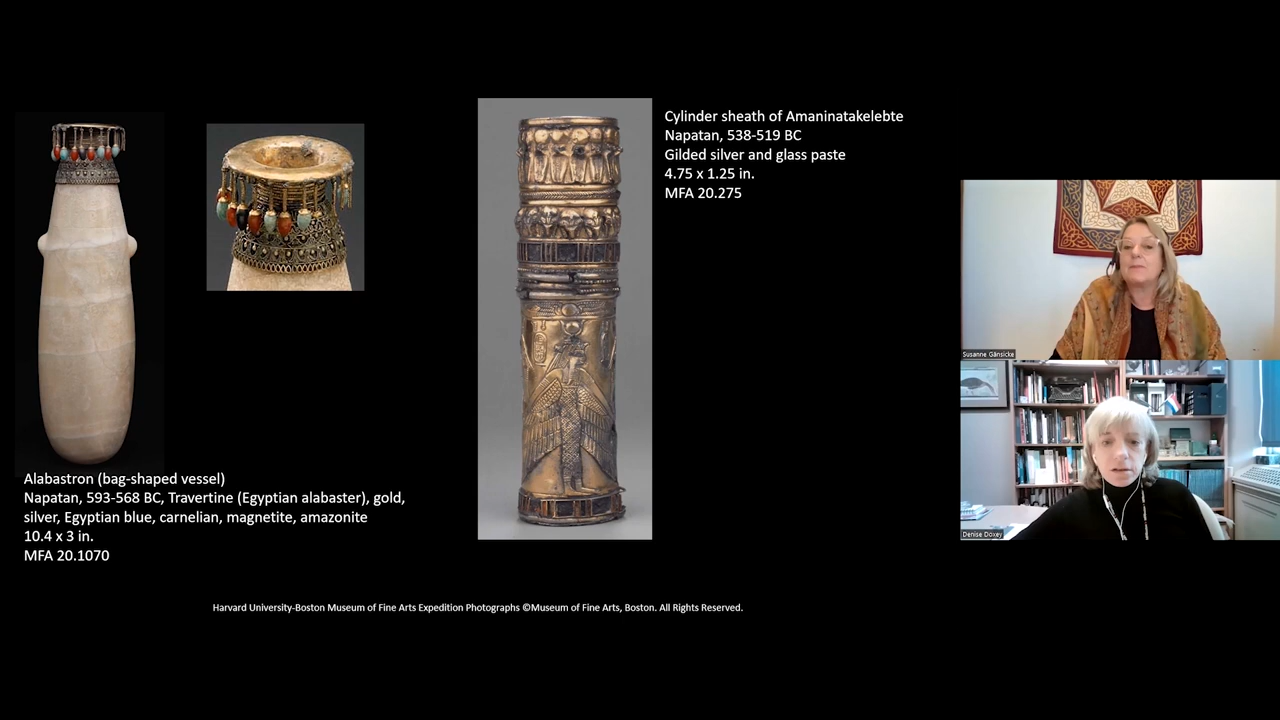 Alabastron (bag-shaped vessel)
Napatan, 593-568 BC, Travertine (Egyptian alabaster), gold,
silver, Egyptian blue, carnelian, magnetite, amazonite
10.4 x 3 in.
MFA 20.1070
Cylinder sheath of Amaninatakelebte
Napatan, 538-519 BC
Gilded silver and glass paste
4.75 x 1.25 in.
MFA 20.275
Susanne Gänsicke
Denise Doxey
Harvard University-Boston Museum of Fine Arts Expedition Photographs ©Museum of Fine Arts, Boston. All Rights Reserved.